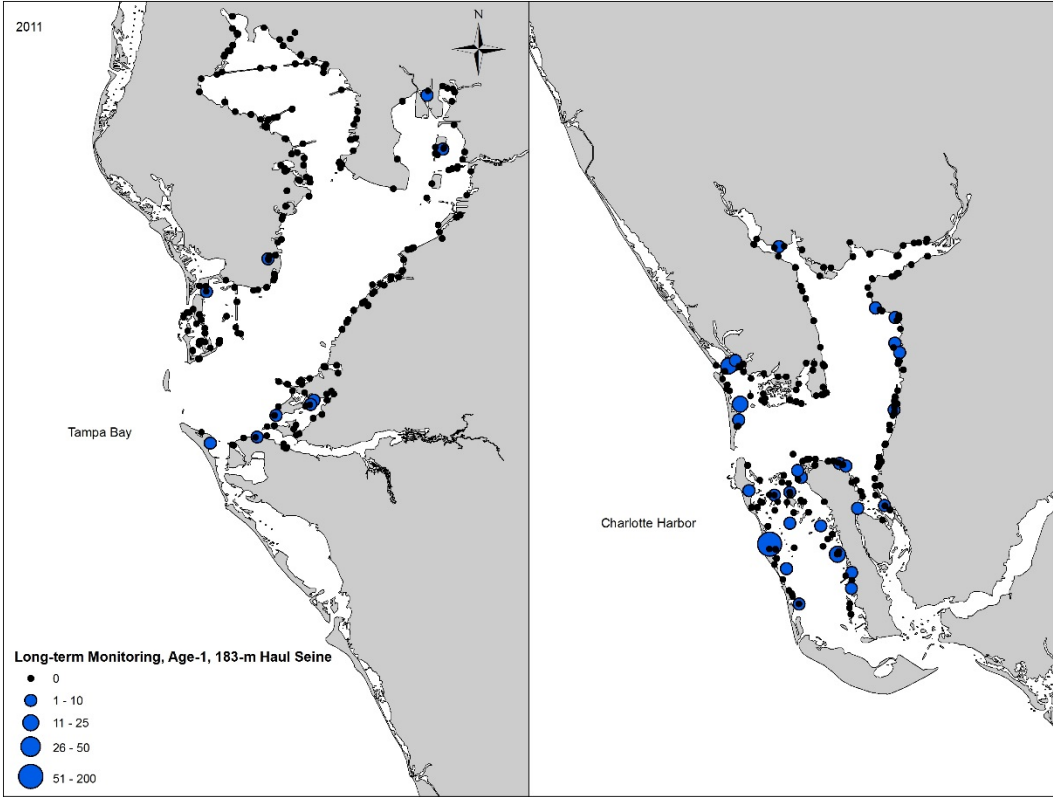 2011
N
Tampa Bay
Charlotte Harbor
Long-term Monitoring, Age-1, 183-m Haul Seine
0
1 - 10
11 - 25
26 - 50
51 - 200